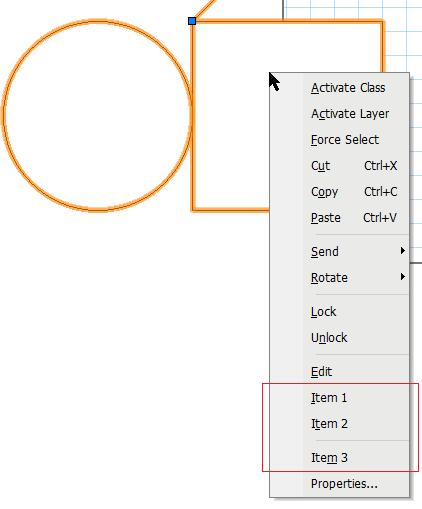 Activate Class
Activate Layer
Force Select
Cut Ctrl+X
Copy Ctrl+C
Paste Ctrl+V
Send
Rotate
Lock
Unlock
Edit
Item 1
Item 2
Item 3
Properties...